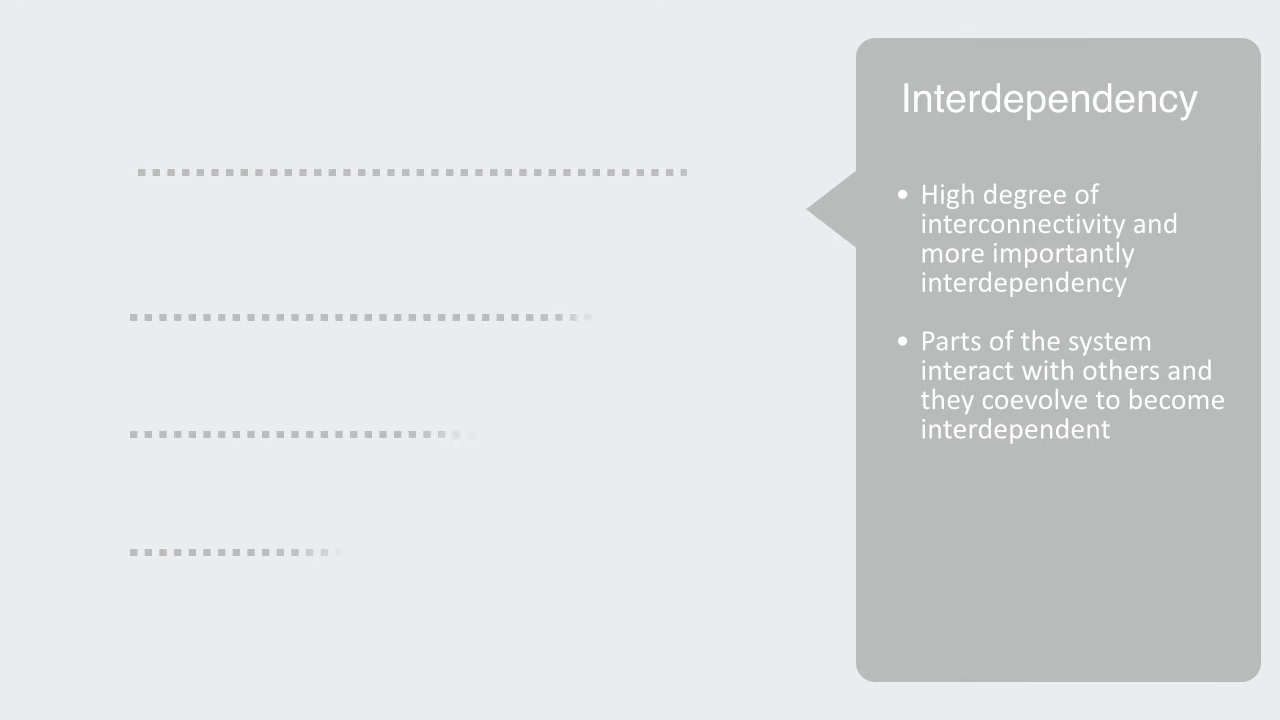 Interdependency
• High degree of
interconnectivity and
more importantly
interdependency
• Parts of the system
interact with others and
they coevolve to become
interdependent